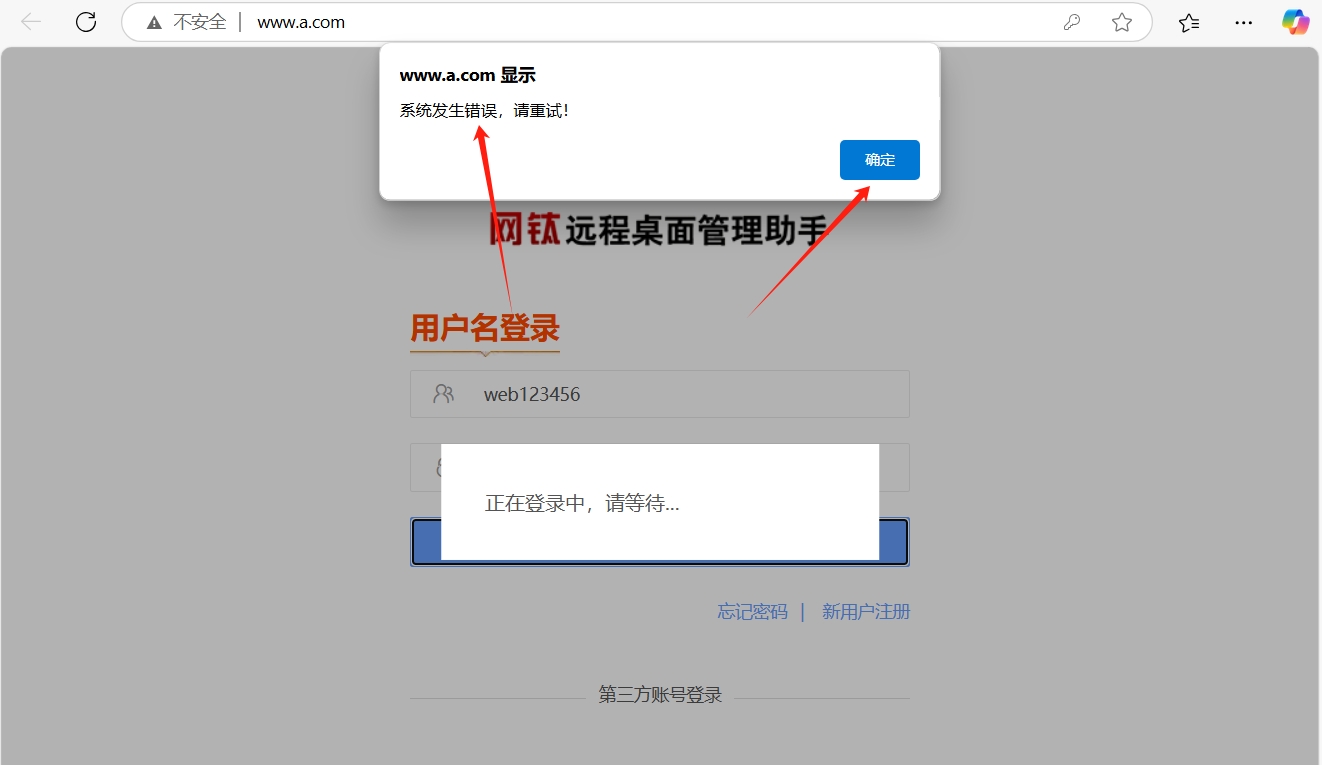 不安全 | www.a.com
www.a.com 显示
系统发生错误，请重试！
确定
网钛远程桌面管理助手
用户名登录
web123456
正在登录中，请等待...
忘记密码 | 新用户注册
第三方账号登录